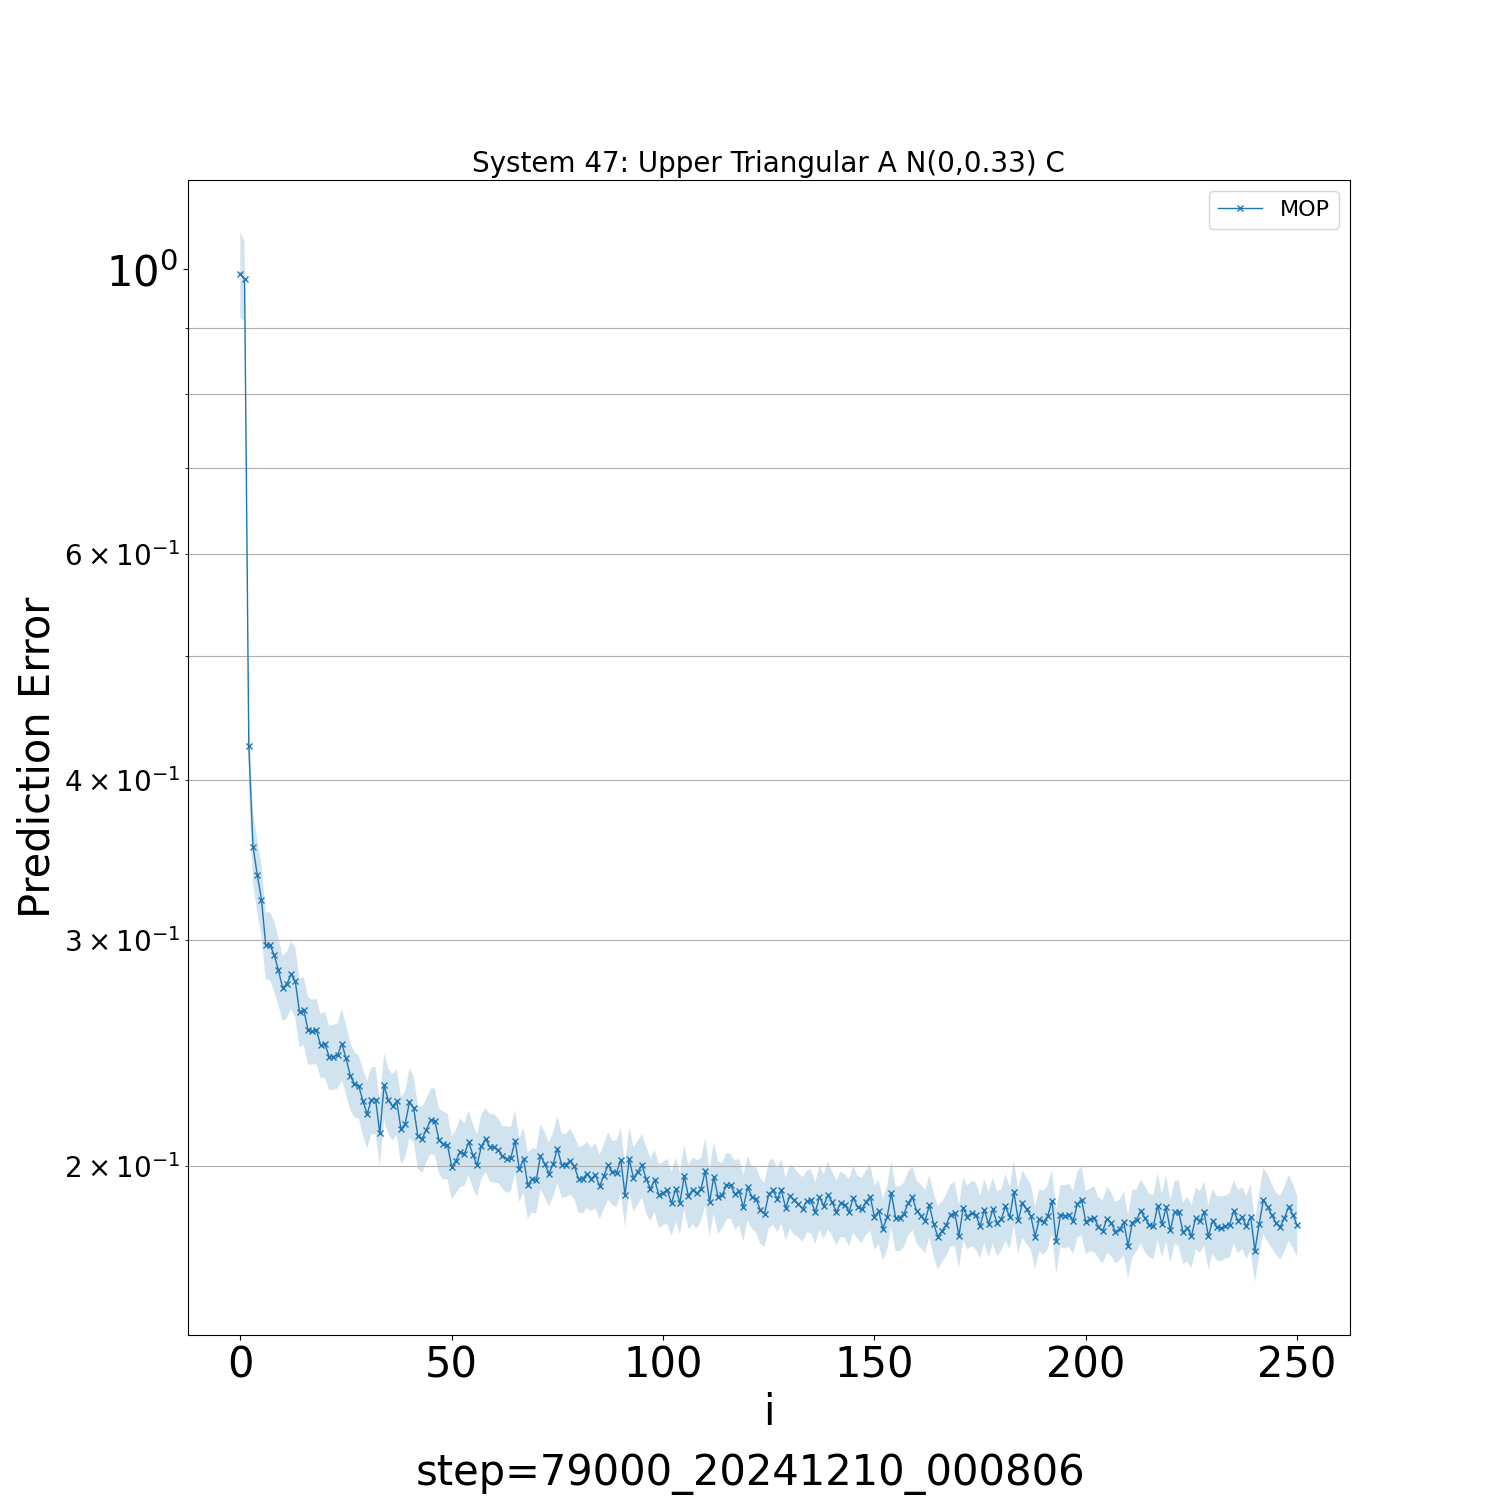 System 47: Upper Triangular A N(0,0.33) C
MOP
10⁰
6 × 10⁻¹
4 × 10⁻¹
3 × 10⁻¹
2 × 10⁻¹
Prediction Error
0 50 100 150 200 250
i
step=79000_20241210_000806